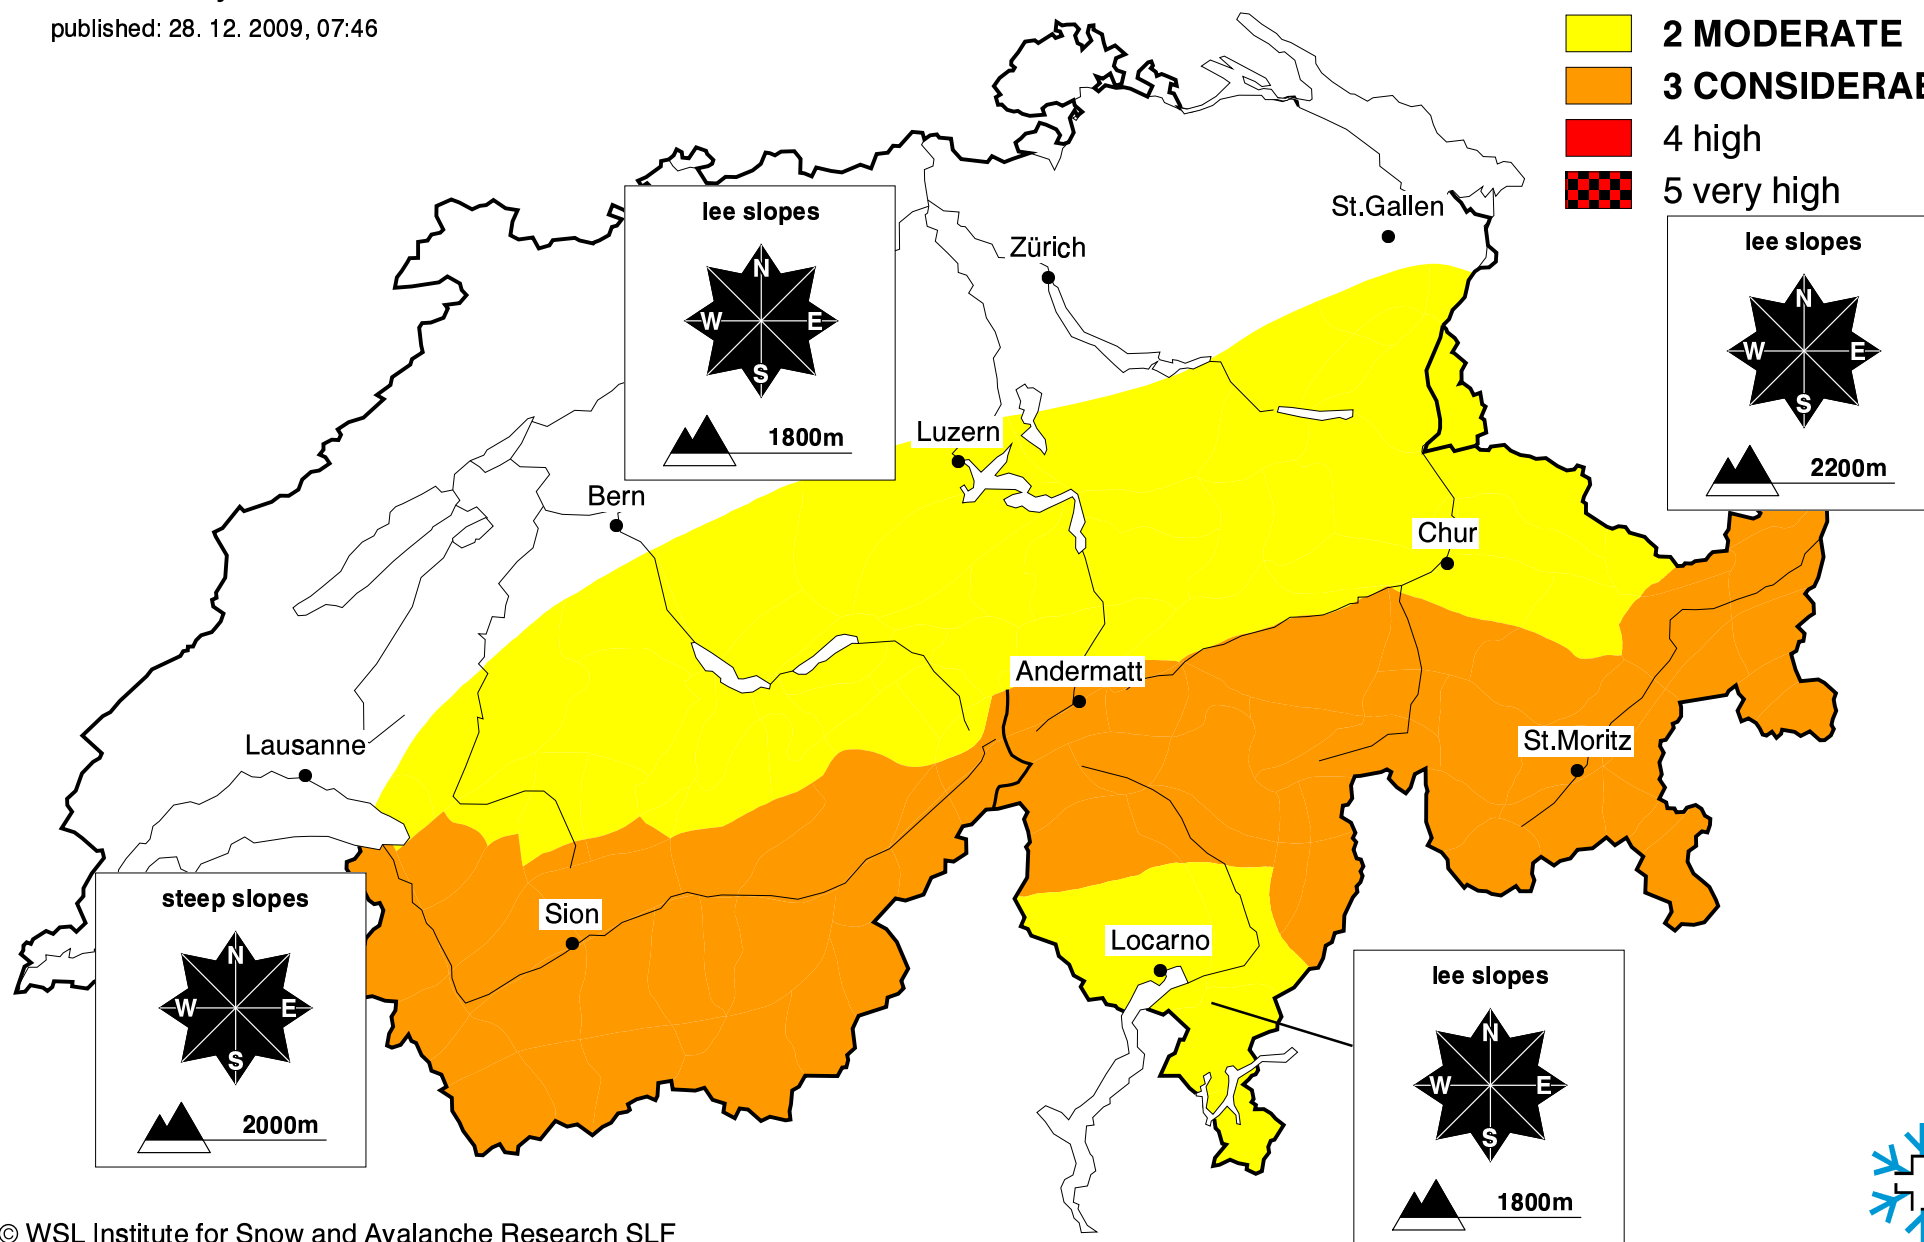 published: 28. 12. 2009, 07:46
2 MODERATE
3 CONSIDERAB
4 high
5 very high
St.Gallen
lee slopes
N
W E
S
1800m
Zürich
lee slopes
N
W E
S
2200m
Luzern
Bern
Chur
Andermatt
Lausanne
St.Moritz
steep slopes
N
W E
S
2000m
Sion
Locarno
lee slopes
N
W E
S
1800m
© WSL Institute for Snow and Avalanche Research SLF